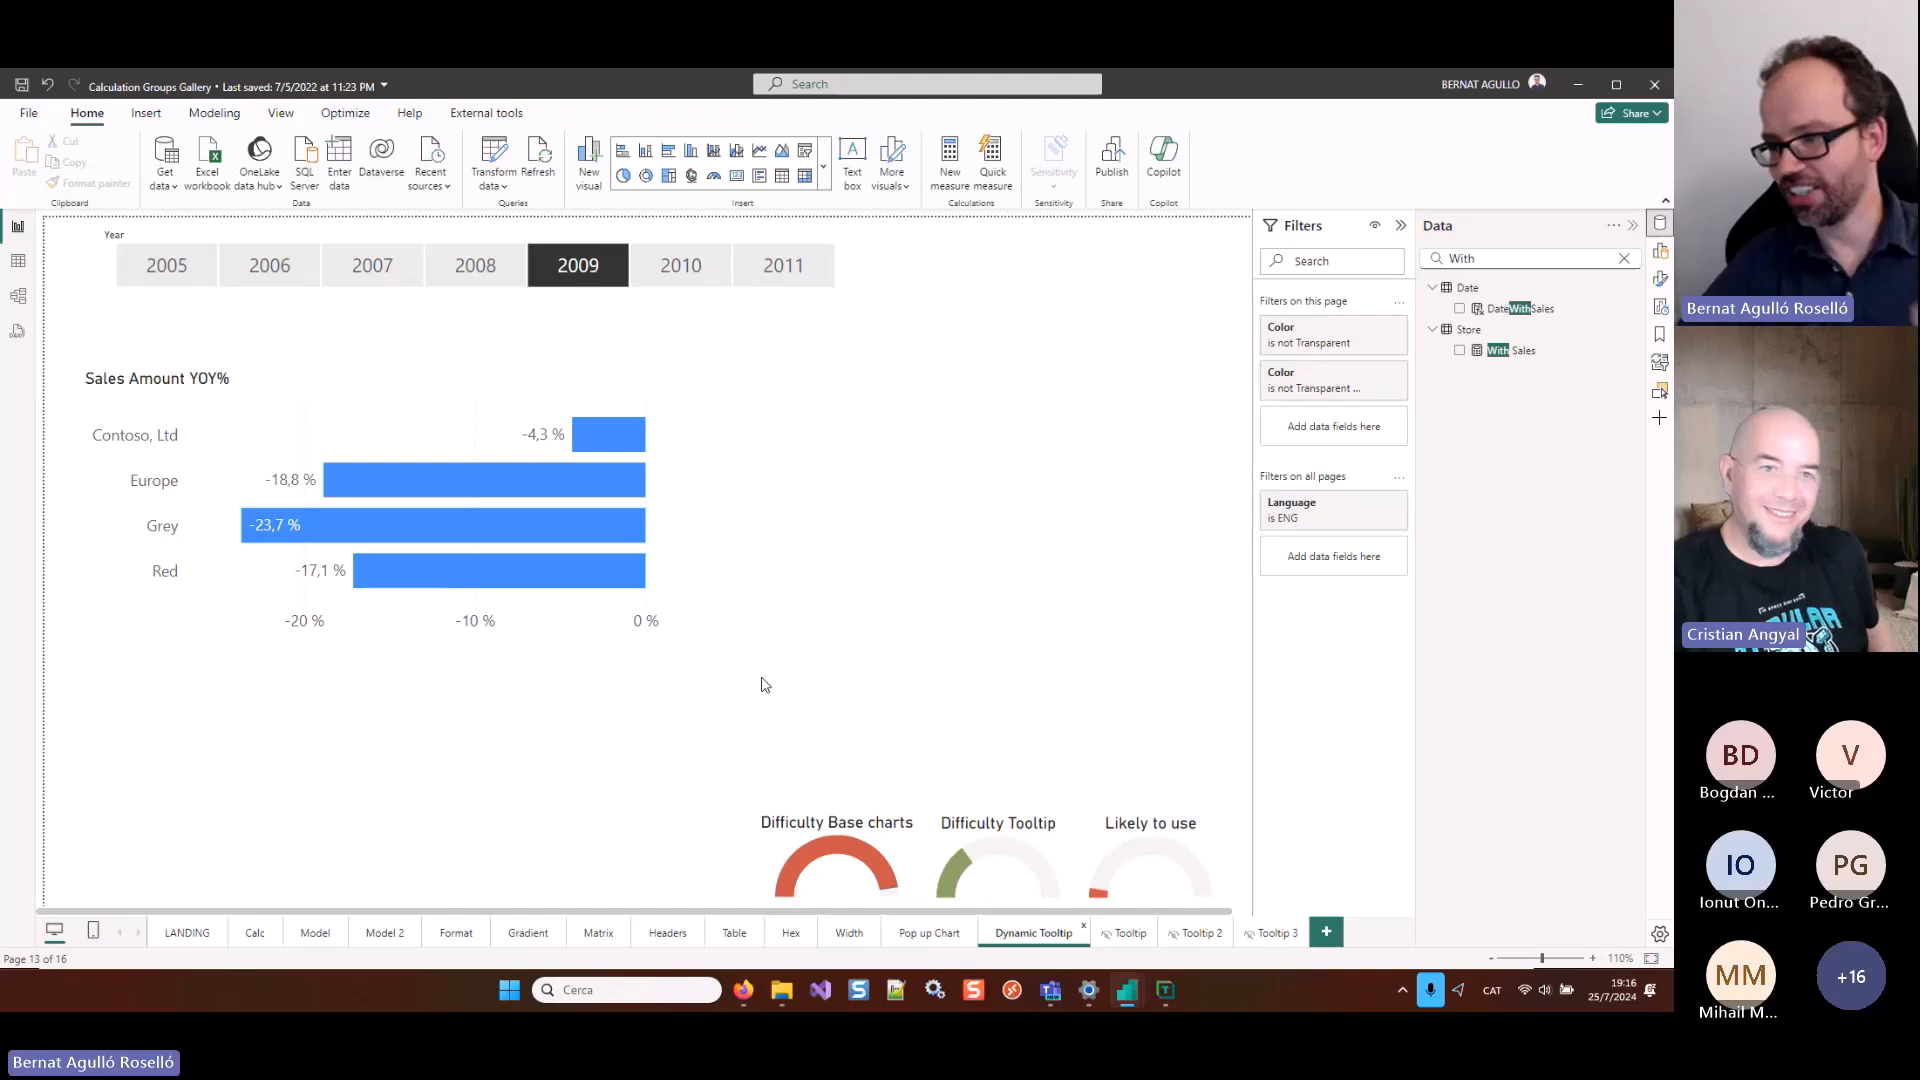 Calculation Groups Gallery • Last saved: 7/5/2022 at 11:23 PM
Search
BERNAT AGULLO
File
Home
Insert
Modeling
View
Optimize
Help
External tools
Share
Paste
Cut
Copy
Format painter
Get data
Excel workbook
OneLake data hub
SQL Server
Enter data
Dataverse
Recent sources
Transform data
Refresh
New visual
Text box
More visuals
New measure
Quick measure
Sensitivity
Publish
Copilot
Clipboard
Data
Queries
Insert
Calculations
Sensitivity
Share
Copilot
Year
2005
2006
2007
2008
2009
2010
2011
Sales Amount YOY%
Contoso, Ltd
-4,3 %
Europe
-18,8 %
Grey
-23,7 %
Red
-17,1 %
-20 %
-10 %
0 %
Difficulty Base charts
Difficulty Tooltip
Likely to use
Filters
Search
Filters on this page
Color
is not Transparent
Color
is not Transparent ...
Add data fields here
Filters on all pages
Language
is ENG
Add data fields here
Data
With
Date
DateWithSales
Store
With Sales
LANDING
Calc
Model
Model 2
Format
Gradient
Matrix
Headers
Table
Hex
Width
Pop up Chart
Dynamic Tooltip
Tooltip
Tooltip 2
Tooltip 3
Page 13 of 16
110%
Cerca
CAT
19:16
25/7/2024
Bernat Agulló Roselló
Cristian Angyal
BD
Bogdan ...
V
Victor
IO
Ionut On...
PG
Pedro Gr...
MM
Mihail M...
+16
Bernat Agulló Roselló